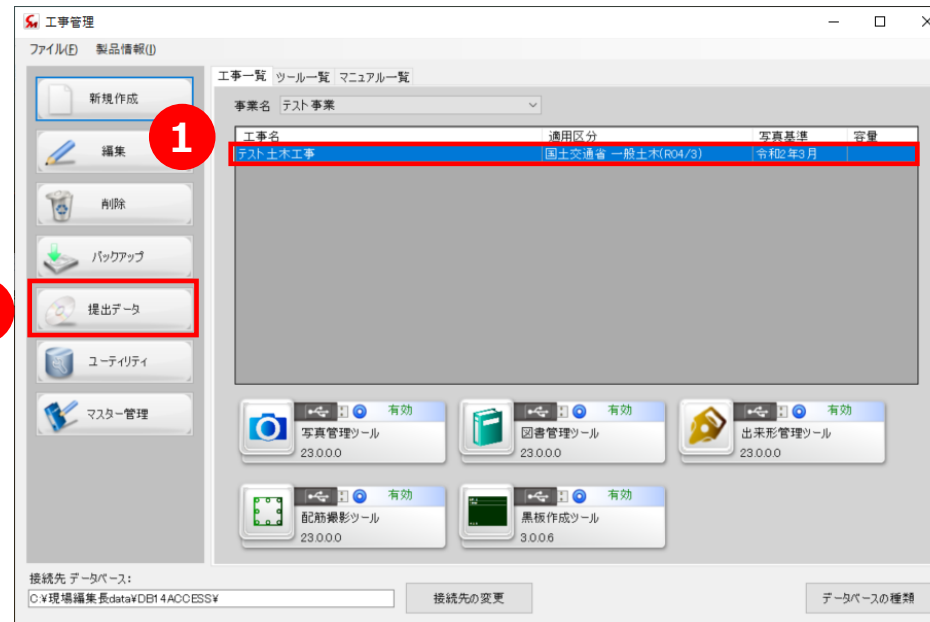 工事管理
ファイル(F) 製品情報(I)
新規作成
編集
削除
バックアップ
提出データ
ユーティリティ
マスター管理
1
工事一覧 ツール一覧 マニュアル一覧
事業名 テスト事業
工事名 適用区分 写真基準 容量
テスト土木工事 国土交通省 一般土木(R04/3) 令和2年3月
有効
写真管理ツール
23.0.0.0
有効
図書管理ツール
23.0.0.0
有効
出来形管理ツール
23.0.0.0
有効
配筋撮影ツール
23.0.0.0
有効
黒板作成ツール
3.0.0.6
接続先 データベース:
C:¥現場編集長data¥DB14ACCESS¥
接続先の変更
データベースの種類